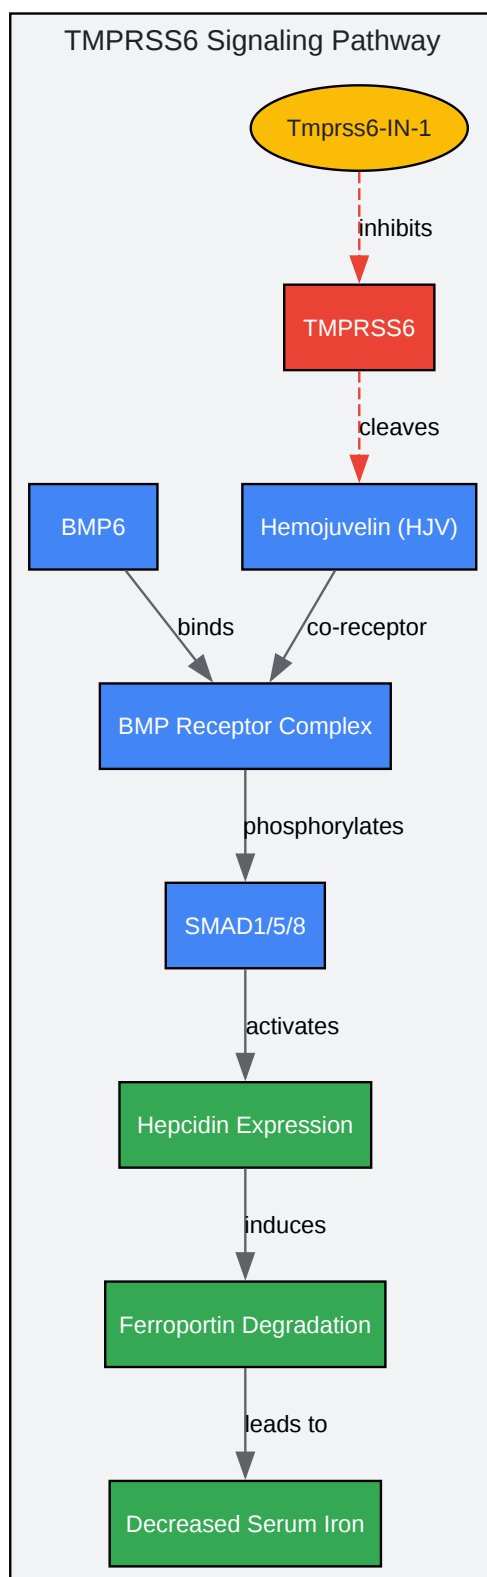 TMPRSS6 Signaling Pathway
Tmprss6-IN-1
inhibits
TMPRSS6
cleaves
BMP6
Hemojuvelin (HJV)
binds
co-receptor
BMP Receptor Complex
phosphorylates
SMAD1/5/8
activates
Hepcidin Expression
induces
Ferroportin Degradation
leads to
Decreased Serum Iron